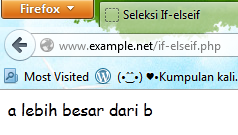 Firefox
Seleksi If-elseif
www.example.net/if-elseif.php
Most Visited (•‿•) ♥•Kumpulan kali.
a lebih besar dari b